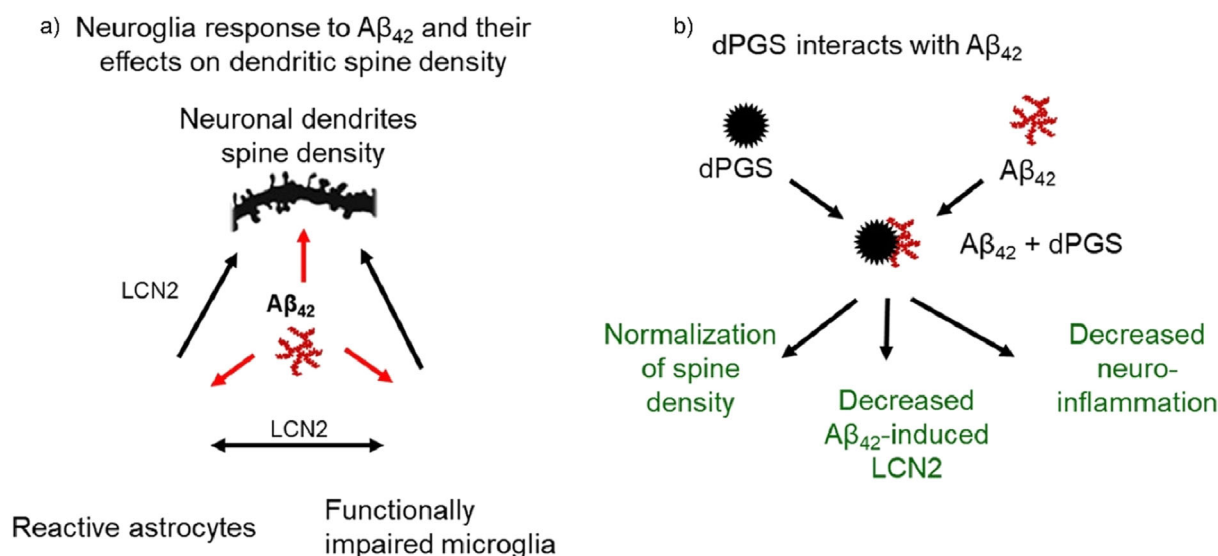 a) Neuroglia response to Aβ₄₂ and their
effects on dendritic spine density
Neuronal dendrites
spine density
LCN2
Aβ₄₂
LCN2
Reactive astrocytes
Functionally
impaired microglia
b)
dPGS interacts with Aβ₄₂
dPGS
Aβ₄₂
Aβ₄₂ + dPGS
Normalization
of spine
density
Decreased
Aβ₄₂-induced
LCN2
Decreased
neuro-
inflammation